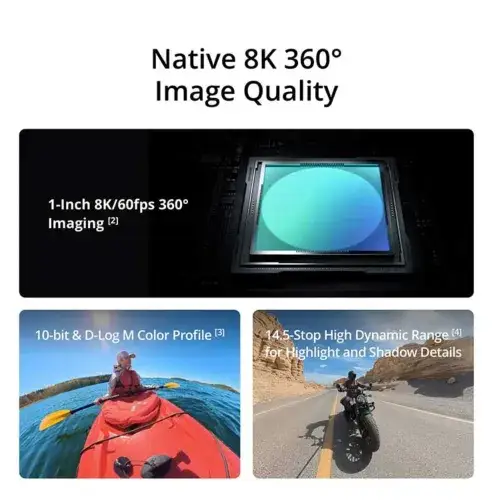 Native 8K 360°
Image Quality
1-Inch 8K/60fps 360°
Imaging [2]
10-bit & D-Log M Color Profile [3]
14.5-Stop High Dynamic Range [4]
for Highlight and Shadow Details